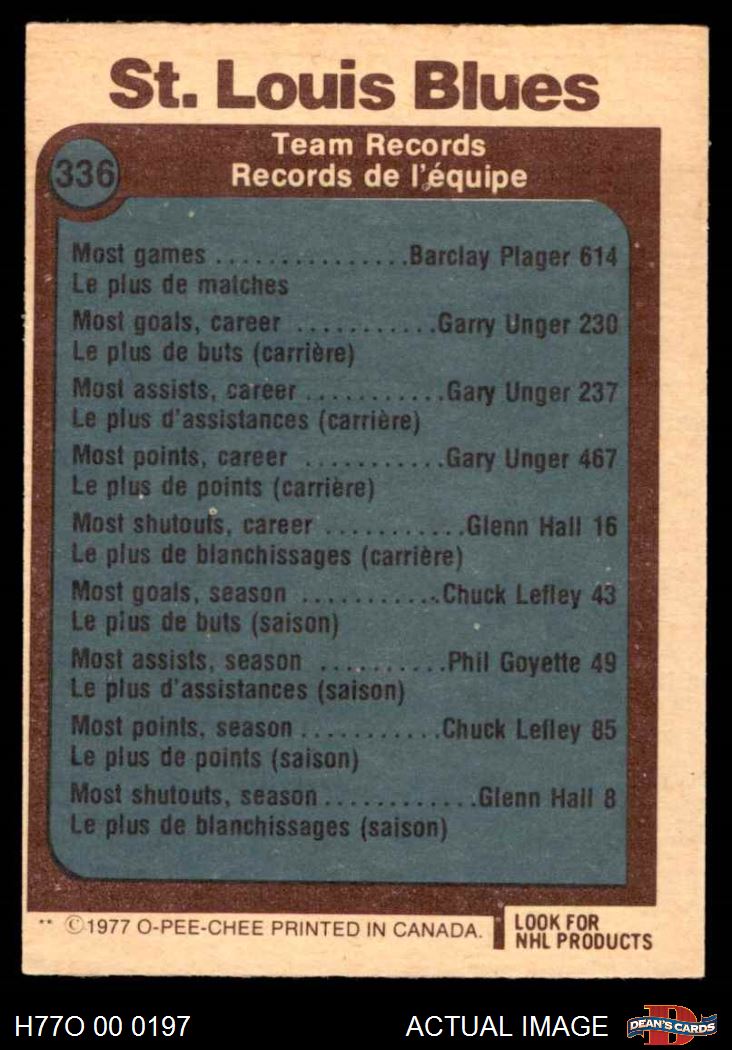 St. Louis Blues
336
Team Records
Records de l'équipe
Most games ............... Barclay Plager 614
Le plus de matches
Most goals, career ........... Garry Unger 230
Le plus de buts (carrière)
Most assists, career ........... Gary Unger 237
Le plus d'assistances (carrière)
Most points, career ........... Gary Unger 467
Le plus de points (carrière)
Most shutouts, career ........... Glenn Hall 16
Le plus de blanchissages (carrière)
Most goals, season ........... Chuck Lefley 43
Le plus de buts (saison)
Most assists, season .......... Phil Goyette 49
Le plus d'assistances (saison)
Most points, season ........... Chuck Lefley 85
Le plus de points (saison)
Most shutouts, season ............ Glenn Hall 8
Le plus de blanchissages (saison)
** ©1977 O-PEE-CHEE PRINTED IN CANADA.
LOOK FOR
NHL PRODUCTS
H77O 00 0197
ACTUAL IMAGE
D
DEAN'S CARDS